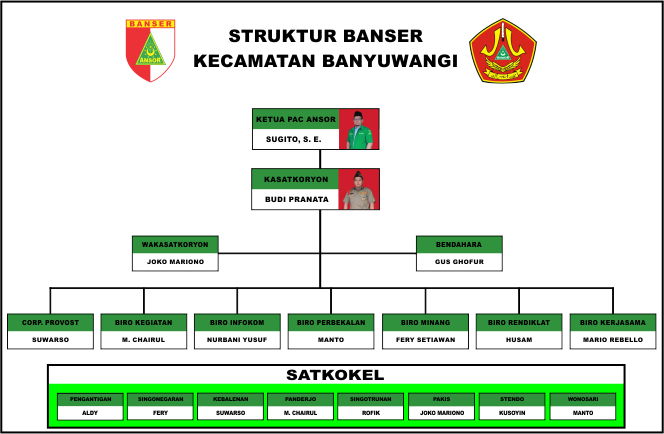 BANSER
ANSOR
STRUKTUR BANSER
KECAMATAN BANYUWANGI
KETUA PAC ANSOR
SUGITO, S. E.
KASATKORYON
BUDI PRANATA
WAKASATKORYON
JOKO MARIONO
BENDAHARA
GUS GHOFUR
CORP. PROVOST
SUWARSO
BIRO KEGIATAN
M. CHAIRUL
BIRO INFOKOM
NURBANI YUSUF
BIRO PERBEKALAN
MANTO
BIRO MINANG
FERY SETIAWAN
BIRO RENDIKLAT
HUSAM
BIRO KERJASAMA
MARIO REBELLO
SATKOKEL
PENGANTIGAN
ALDY
SINGONEGARAN
FERY
KEBALENAN
SUWARSO
PANDERJO
M. CHAIRUL
SINGOTRUNAN
ROFIK
PAKIS
JOKO MARIONO
STENDO
KUSOYIN
WONOSARI
MANTO